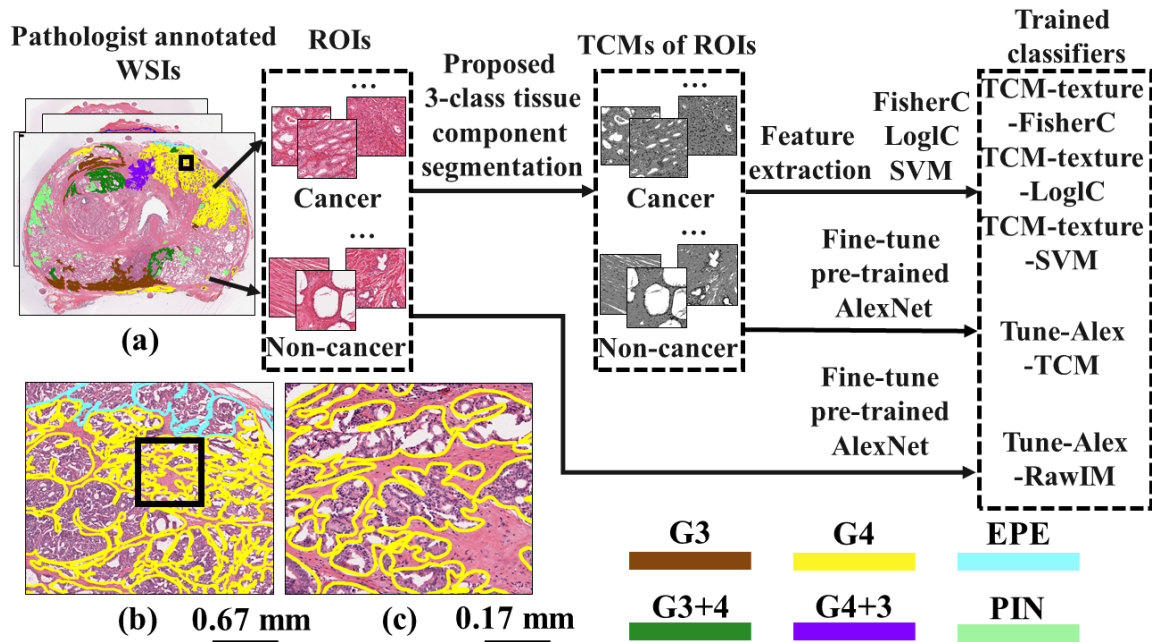 Pathologist annotated
WSIs
(a)
ROIs
...
Cancer
...
Non-cancer
Proposed
3-class tissue
component
segmentation
TCMs of ROIs
...
Cancer
...
Non-cancer
FisherC
LoglC
SVM
Feature
extraction
Fine-tune
pre-trained
AlexNet
Fine-tune
pre-trained
AlexNet
Trained
classifiers
TCM-texture
-FisherC
TCM-texture
-LoglC
TCM-texture
-SVM
Tune-Alex
-TCM
Tune-Alex
-RawIM
(b) 0.67 mm
(c) 0.17 mm
G3 G4 EPE
G3+4 G4+3 PIN